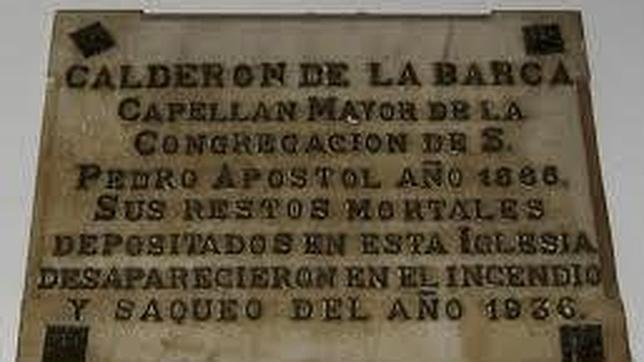 CALDERON DE LA BARCA
CAPELLAN MAYOR DE LA
CONGREGACION DE S.
PEDRO APOSTOL AÑO 1666.
SUS RESTOS MORTALES
DEPOSITADOS EN ESTA IGLESIA
DESAPARECIERON EN EL INCENDIO
Y SAQUEO DEL AÑO 1936.